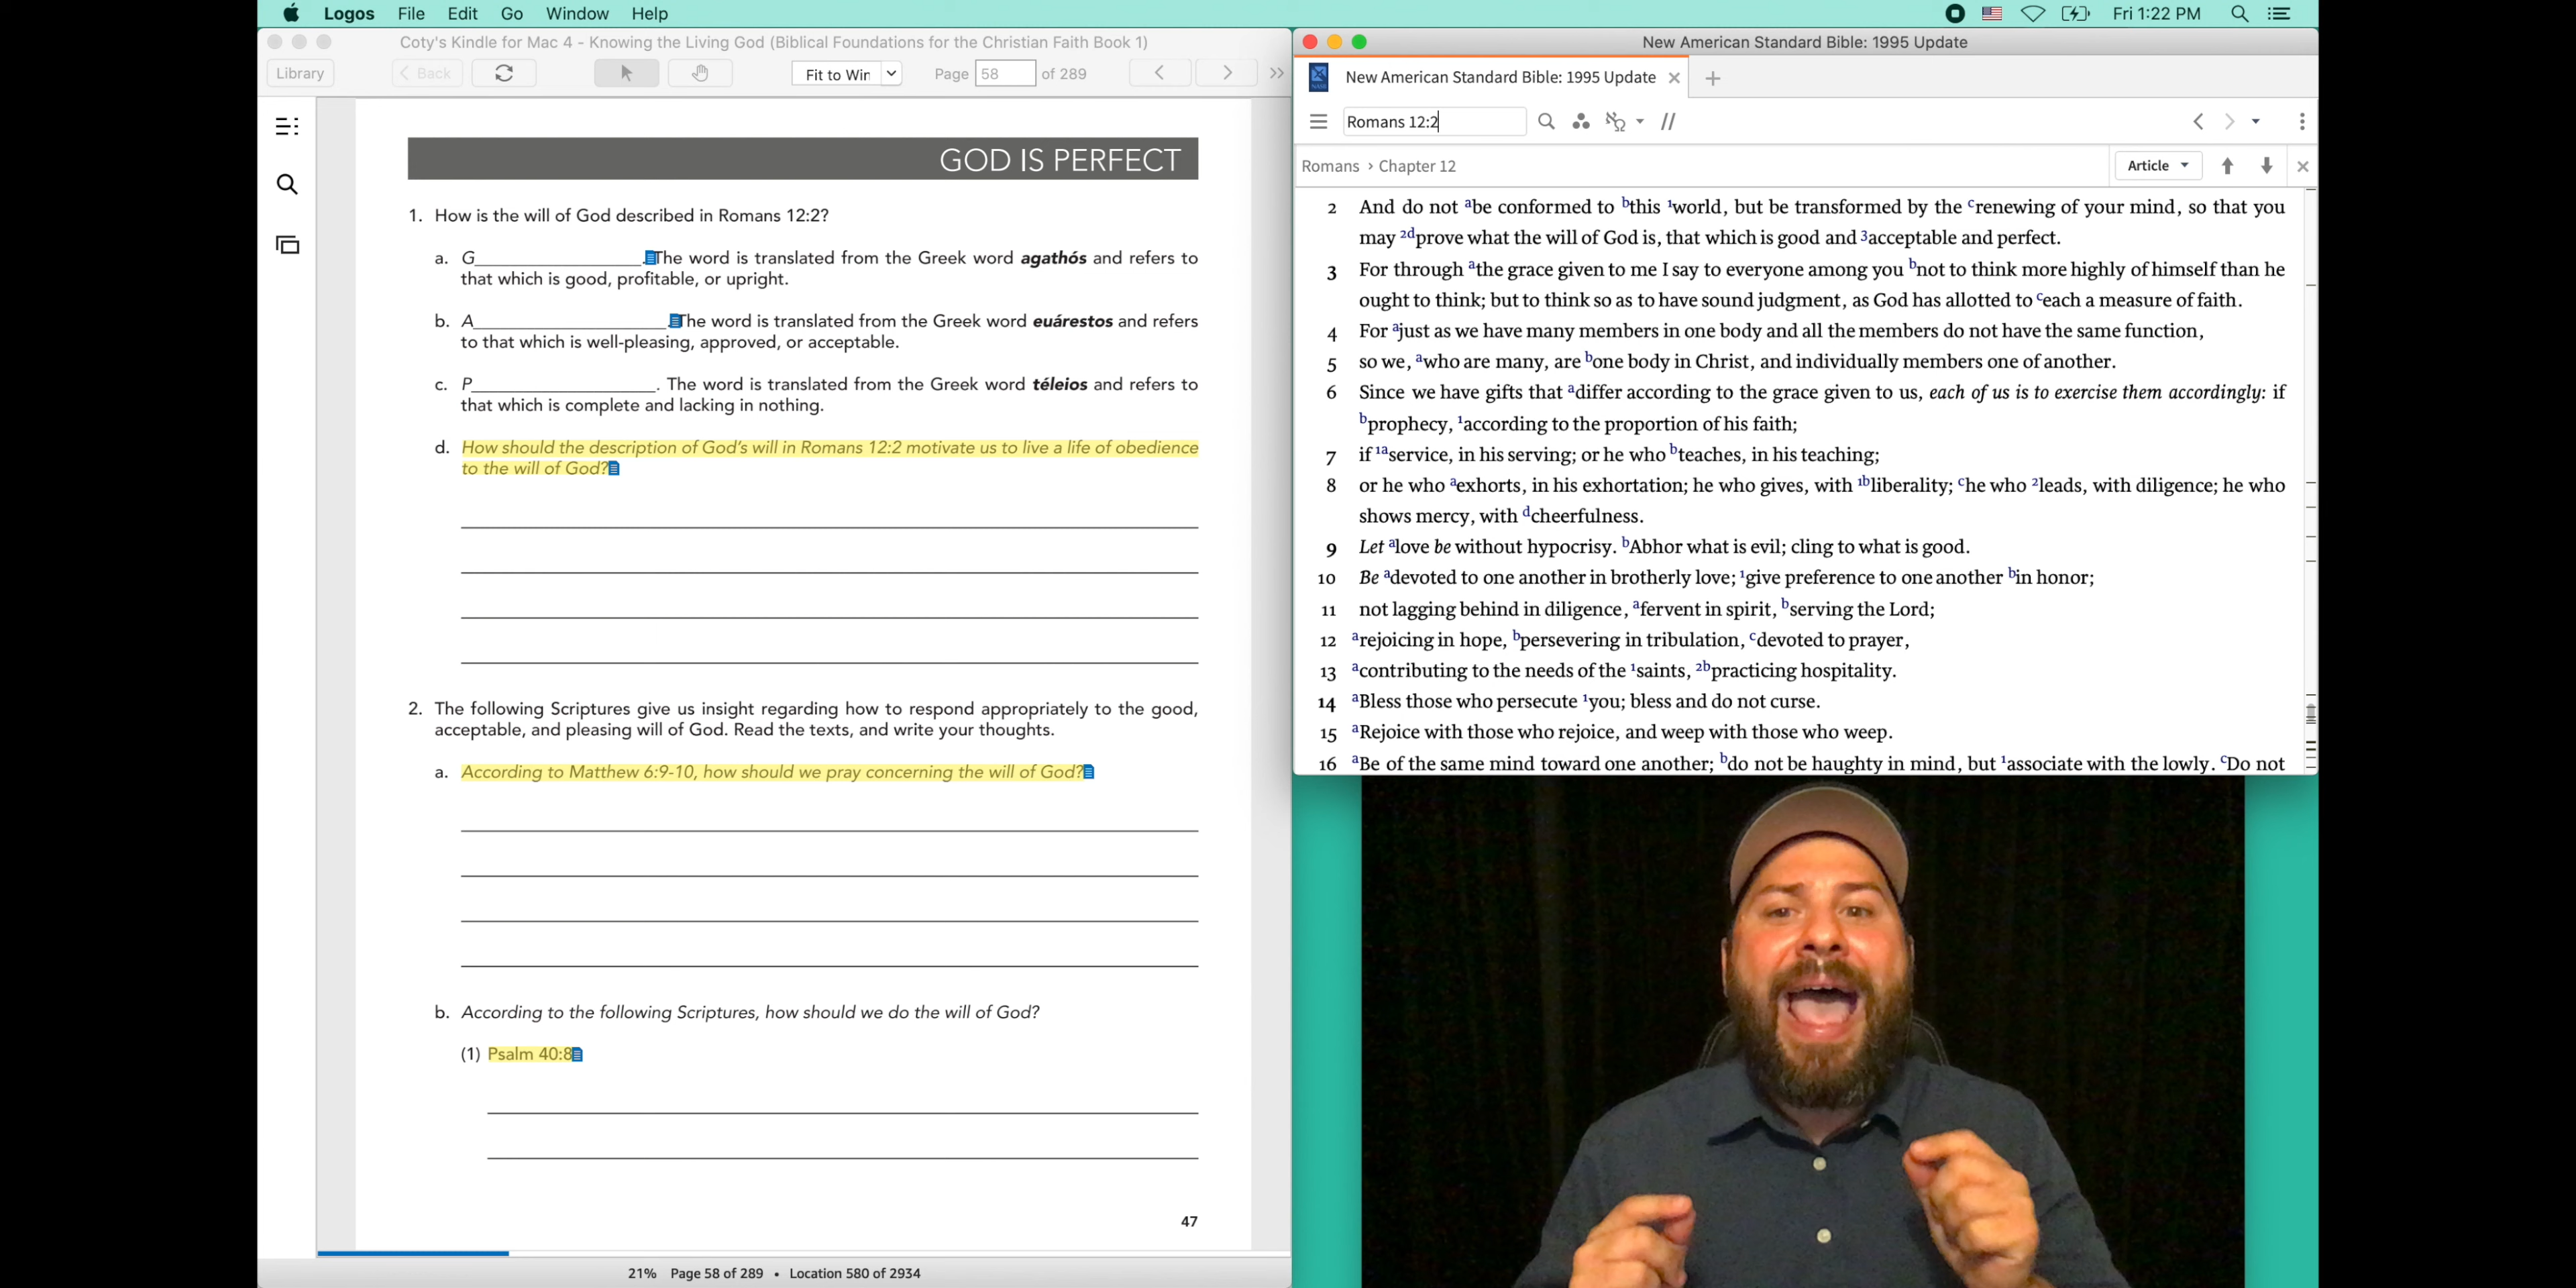 Logos File Edit Go Window Help
Fri 1:22 PM
Coty's Kindle for Mac 4 - Knowing the Living God (Biblical Foundations for the Christian Faith Book 1)
Library Back Fit to Win Page 58 of 289
GOD IS PERFECT
1. How is the will of God described in Romans 12:2?
a. G__________________. The word is translated from the Greek word agathós and refers to
that which is good, profitable, or upright.
b. A____________________. The word is translated from the Greek word euárestos and refers
to that which is well-pleasing, approved, or acceptable.
c. P___________________. The word is translated from the Greek word téleios and refers to
that which is complete and lacking in nothing.
d. How should the description of God's will in Romans 12:2 motivate us to live a life of obedience
to the will of God?
2. The following Scriptures give us insight regarding how to respond appropriately to the good,
acceptable, and pleasing will of God. Read the texts, and write your thoughts.
a. According to Matthew 6:9-10, how should we pray concerning the will of God?
b. According to the following Scriptures, how should we do the will of God?
(1) Psalm 40:8
47
21% Page 58 of 289 • Location 580 of 2934
New American Standard Bible: 1995 Update
New American Standard Bible: 1995 Update
Romans 12:2
Romans › Chapter 12
Article
2 And do not ᵃbe conformed to ᵇthis ¹world, but be transformed by the ᶜrenewing of your mind, so that you
may ²ᵈprove what the will of God is, that which is good and ³acceptable and perfect.
3 For through ᵃthe grace given to me I say to everyone among you ᵇnot to think more highly of himself than he
ought to think; but to think so as to have sound judgment, as God has allotted to ᶜeach a measure of faith.
4 For ᵃjust as we have many members in one body and all the members do not have the same function,
5 so we, ᵃwho are many, are ᵇone body in Christ, and individually members one of another.
6 Since we have gifts that ᵃdiffer according to the grace given to us, each of us is to exercise them accordingly: if
ᵇprophecy, ¹according to the proportion of his faith;
7 if ¹ᵃservice, in his serving; or he who ᵇteaches, in his teaching;
8 or he who ᵃexhorts, in his exhortation; he who gives, with ¹ᵇliberality; ᶜhe who ²leads, with diligence; he who
shows mercy, with ᵈcheerfulness.
9 Let ᵃlove be without hypocrisy. ᵇAbhor what is evil; cling to what is good.
10 Be ᵃdevoted to one another in brotherly love; ¹give preference to one another ᵇin honor;
11 not lagging behind in diligence, ᵃfervent in spirit, ᵇserving the Lord;
12 ᵃrejoicing in hope, ᵇpersevering in tribulation, ᶜdevoted to prayer,
13 ᵃcontributing to the needs of the ¹saints, ²ᵇpracticing hospitality.
14 ᵃBless those who persecute ¹you; bless and do not curse.
15 ᵃRejoice with those who rejoice, and weep with those who weep.
16 ᵃBe of the same mind toward one another; ᵇdo not be haughty in mind, but ¹associate with the lowly. ᶜDo not